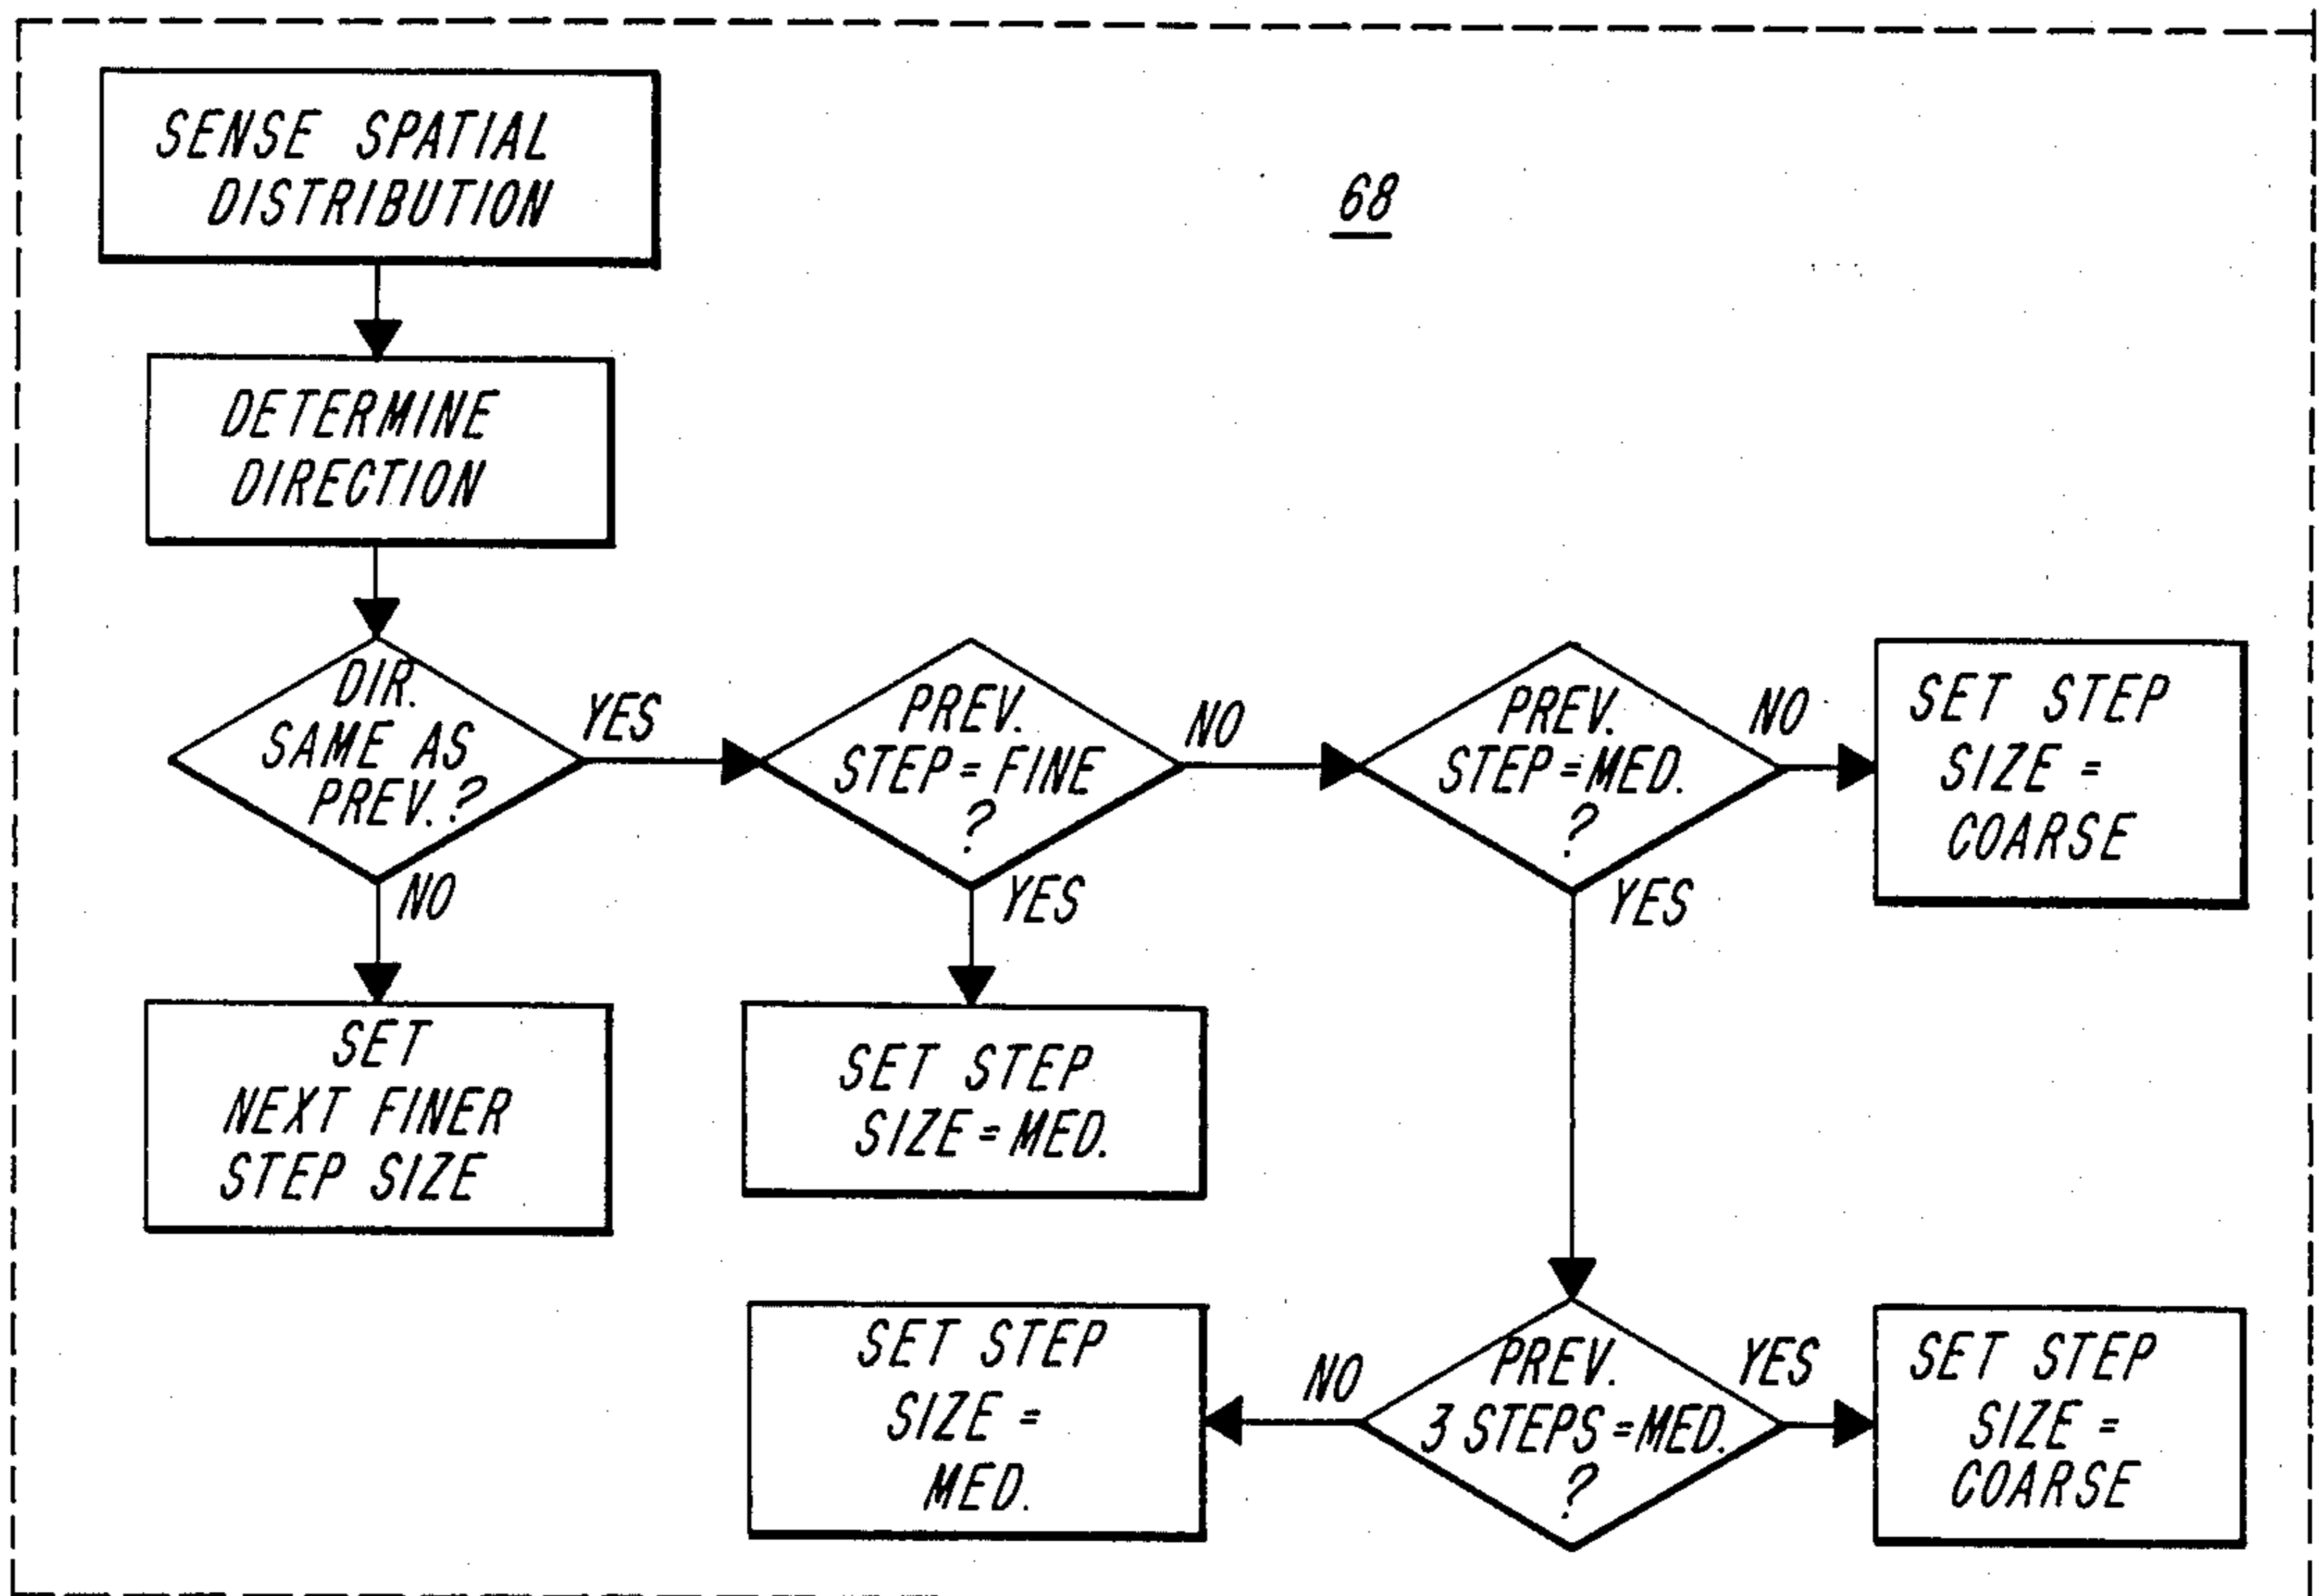 SENSE SPATIAL
DISTRIBUTION
68
DETERMINE
DIRECTION
DIR.
SAME AS
PREV.?
YES
NO
PREV.
STEP=FINE
?
NO
YES
PREV.
STEP=MED.
?
NO
YES
SET STEP
SIZE =
COARSE
SET
NEXT FINER
STEP SIZE
SET STEP
SIZE=MED.
SET STEP
SIZE =
MED.
NO
PREV.
3 STEPS=MED.
?
YES
SET STEP
SIZE =
COARSE